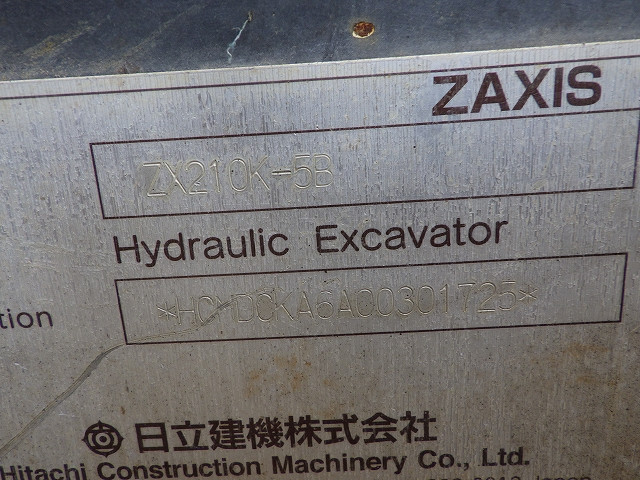 ZAXIS
ZX210K-5B
Hydraulic Excavator
tion
日立建機株式会社
Hitachi Construction Machinery Co., Ltd.